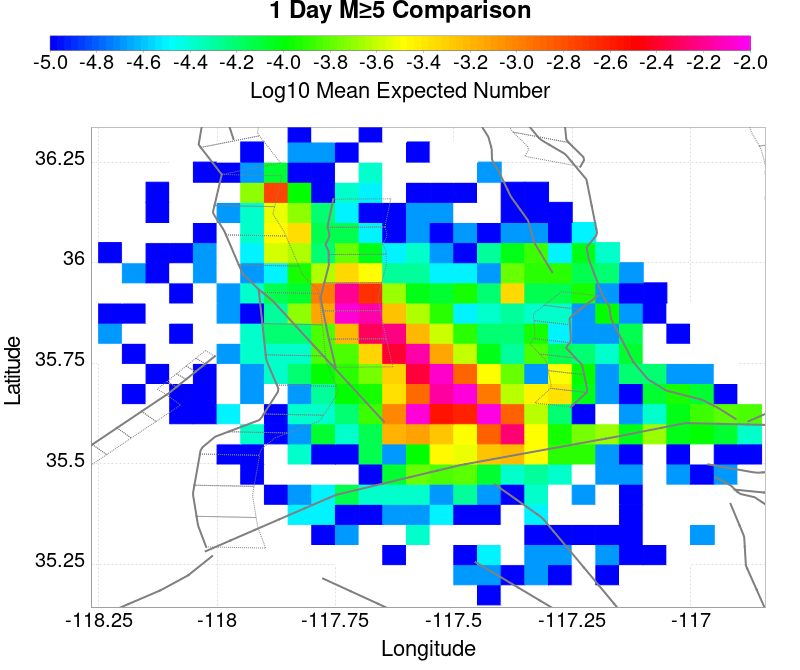 1 Day M≥5 Comparison
-5.0 -4.8 -4.6 -4.4 -4.2 -4.0 -3.8 -3.6 -3.4 -3.2 -3.0 -2.8 -2.6 -2.4 -2.2 -2.0
Log10 Mean Expected Number
36.25
36
35.75
35.5
35.25
Latitude
-118.25 -118 -117.75 -117.5 -117.25 -117
Longitude